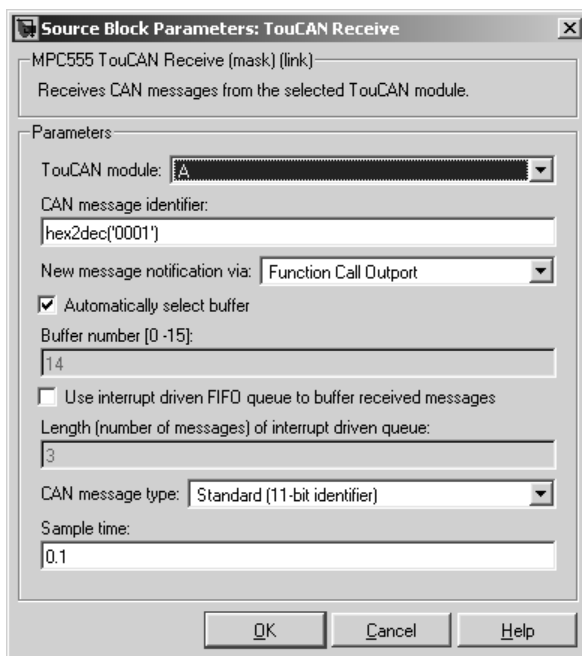 Source Block Parameters: TouCAN Receive
MPC555 TouCAN Receive (mask) (link)
Receives CAN messages from the selected TouCAN module.
Parameters
TouCAN module: A
CAN message identifier:
hex2dec('0001')
New message notification via: Function Call Outport
Automatically select buffer
Buffer number [0 -15]:
14
Use interrupt driven FIFO queue to buffer received messages
Length (number of messages) of interrupt driven queue:
3
CAN message type: Standard (11-bit identifier)
Sample time:
0.1
OK Cancel Help